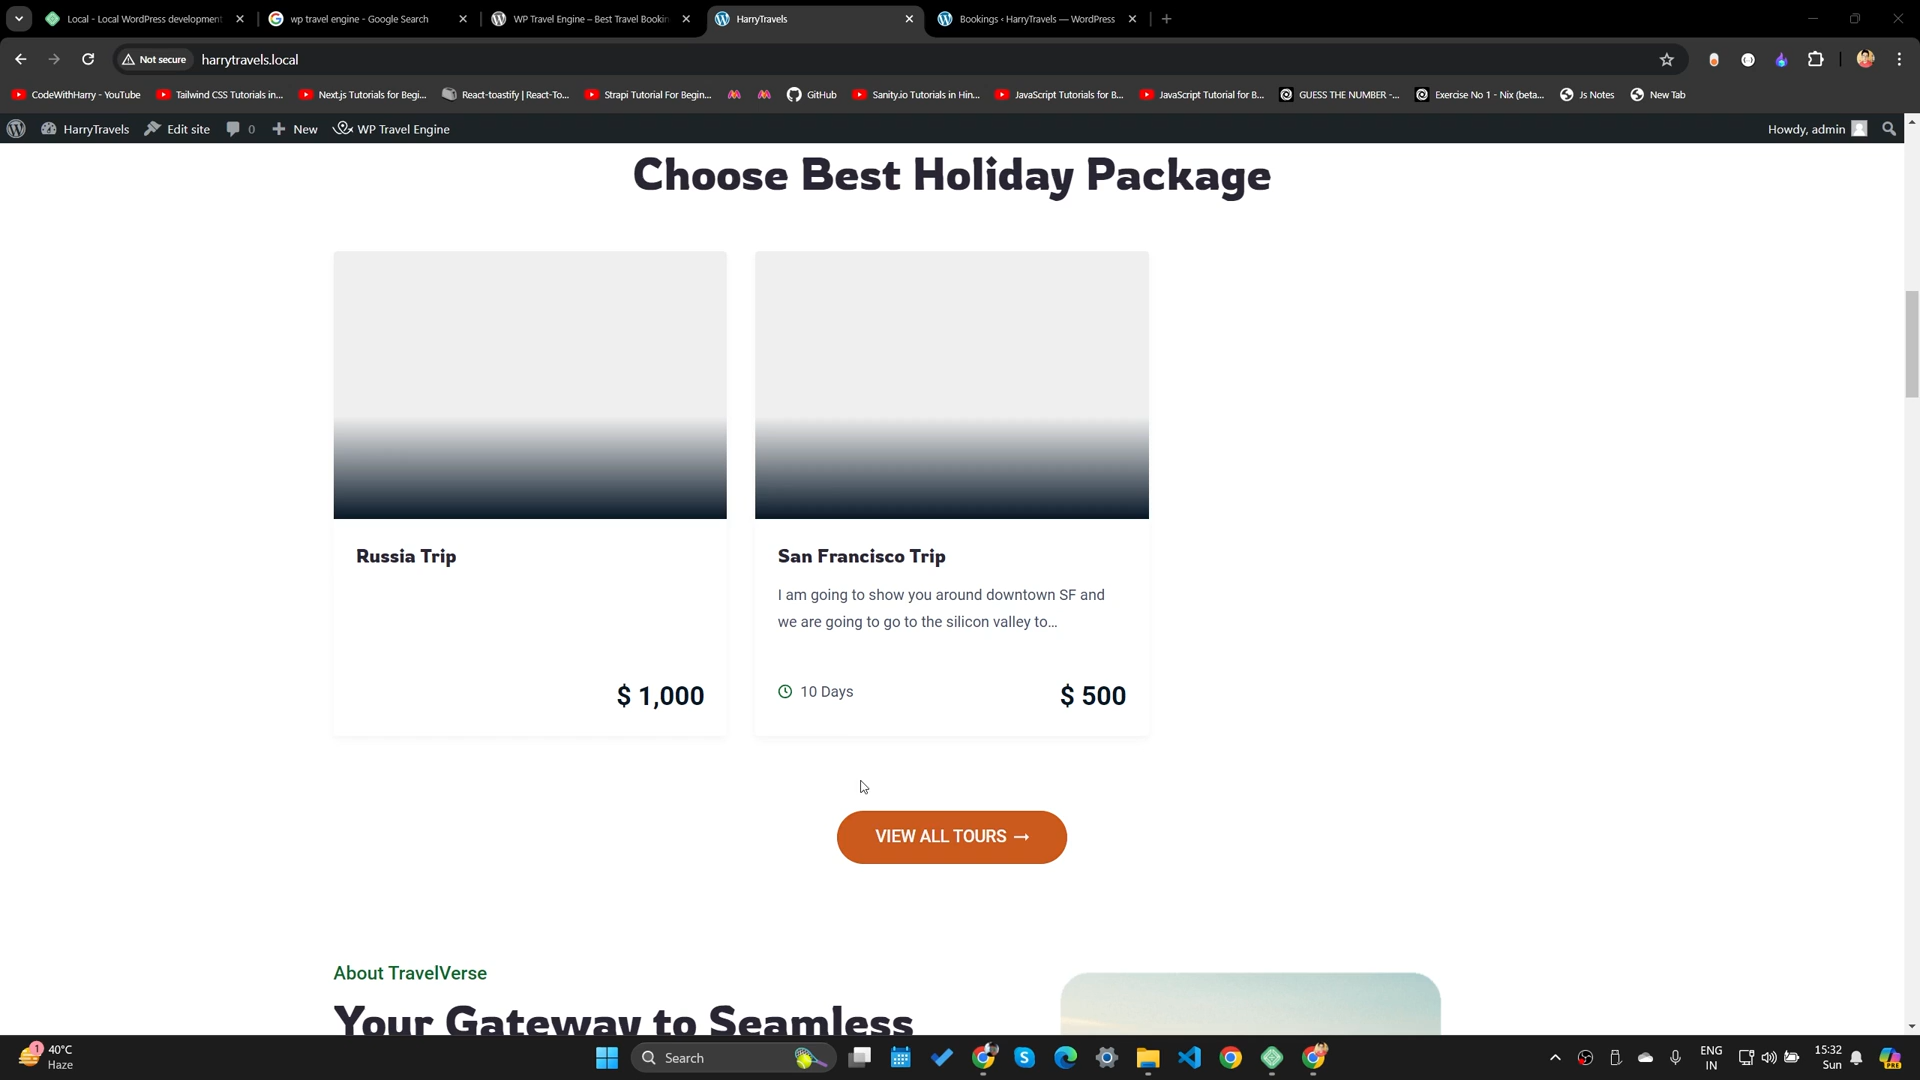 Local - Local WordPress development
wp travel engine - Google Search
WP Travel Engine – Best Travel Bookin
HarryTravels
Bookings ‹ HarryTravels — WordPress
Not secure
harrytravels.local
CodeWithHarry - YouTube
Tailwind CSS Tutorials in...
Next.js Tutorials for Begi...
React-toastify | React-To...
Strapi Tutorial For Begin...
GitHub
Sanity.io Tutorials in Hin...
JavaScript Tutorials for B...
JavaScript Tutorial for B...
GUESS THE NUMBER -...
Exercise No 1 - Nix (beta...
Js Notes
New Tab
HarryTravels
Edit site
0
New
WP Travel Engine
Howdy, admin
Choose Best Holiday Package
Russia Trip
$ 1,000
San Francisco Trip
I am going to show you around downtown SF and
we are going to go to the silicon valley to...
10 Days
$ 500
VIEW ALL TOURS →
About TravelVerse
Your Gateway to Seamless
1
40°C
Haze
Search
ENG
IN
15:32
Sun
PRE